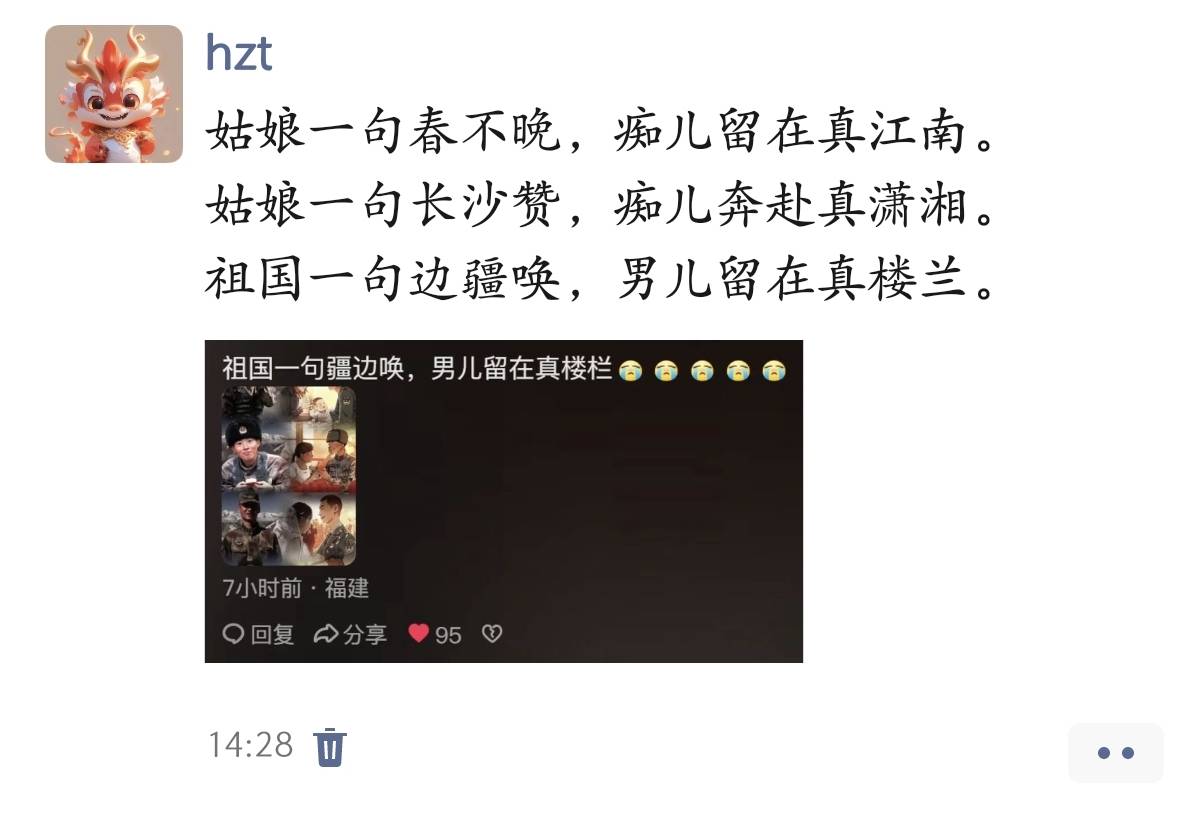 hzt
姑娘一句春不晚，痴儿留在真江南。
姑娘一句长沙赞，痴儿奔赴真潇湘。
祖国一句边疆唤，男儿留在真楼兰。
祖国一句疆边唤，男儿留在真楼栏😭😭😭😭😭
7小时前 · 福建
回复 分享 95
14:28